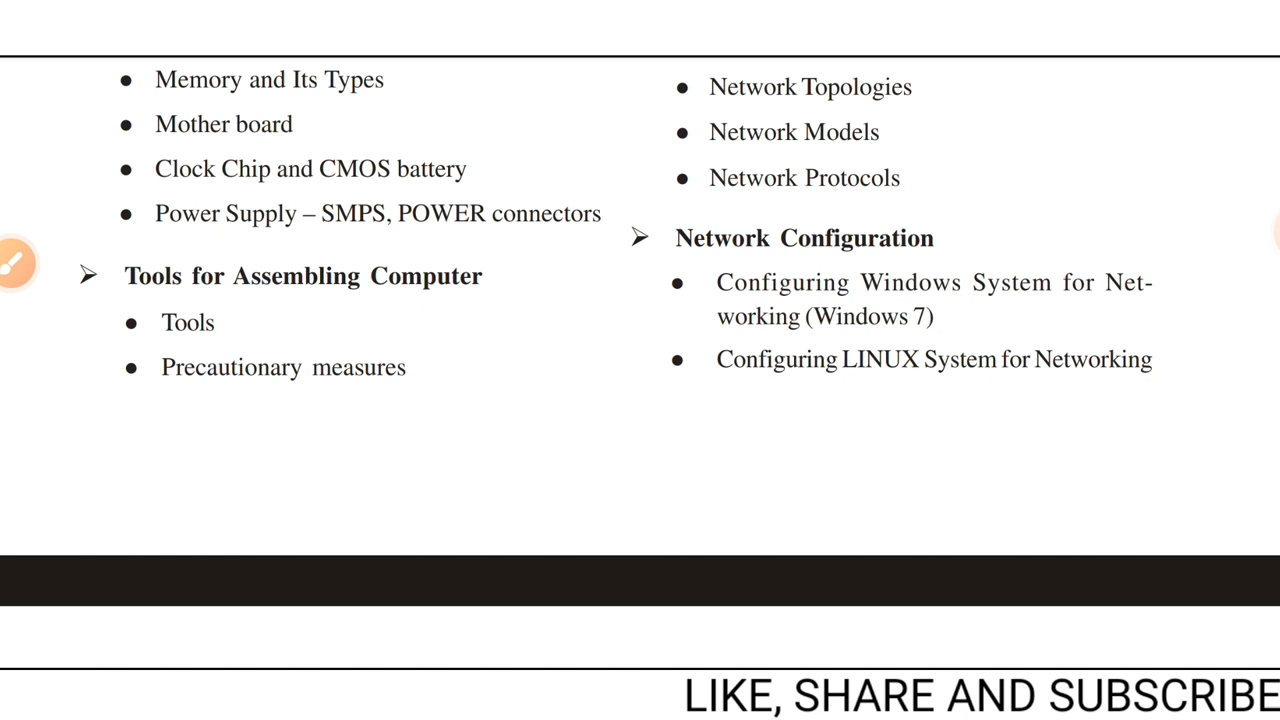 ● Memory and Its Types
● Mother board
● Clock Chip and CMOS battery
● Power Supply – SMPS, POWER connectors
➢ Tools for Assembling Computer
● Tools
● Precautionary measures
● Network Topologies
● Network Models
● Network Protocols
➢ Network Configuration
● Configuring Windows System for Net-
working (Windows 7)
● Configuring LINUX System for Networking
LIKE, SHARE AND SUBSCRIBE